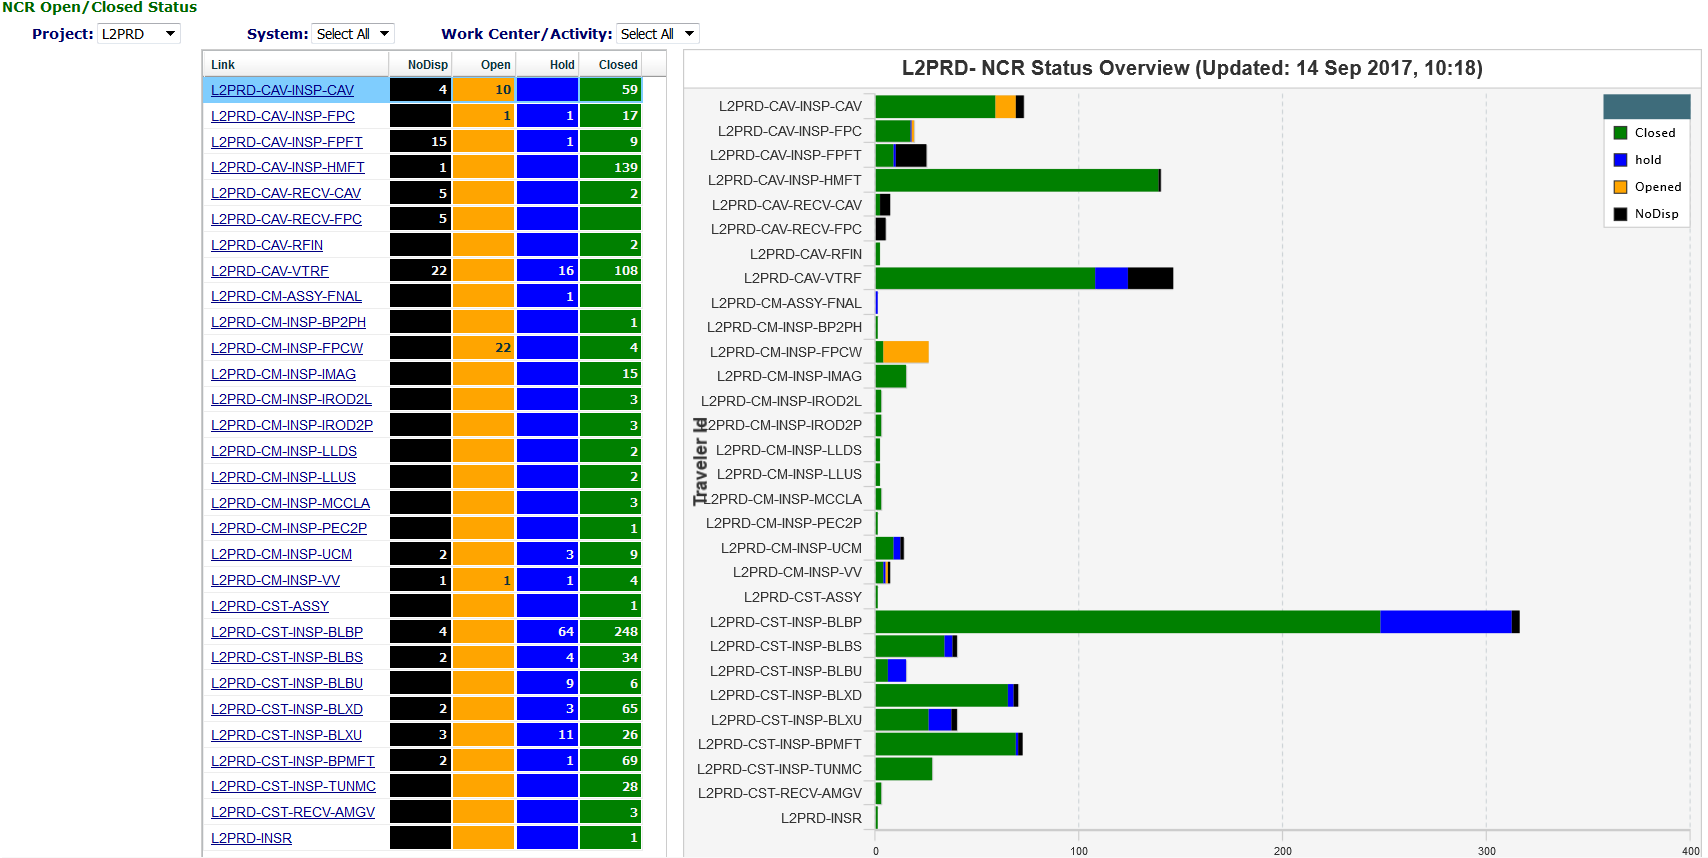 NCR Open/Closed Status
Project: L2PRD System: Select All Work Center/Activity: Select All
Link NoDisp Open Hold Closed
L2PRD-CAV-INSP-CAV 4 10 59
L2PRD-CAV-INSP-FPC 1 1 17
L2PRD-CAV-INSP-FPFT 15 1 9
L2PRD-CAV-INSP-HMFT 1 139
L2PRD-CAV-RECV-CAV 5 2
L2PRD-CAV-RECV-FPC 5
L2PRD-CAV-RFIN 2
L2PRD-CAV-VTRF 22 16 108
L2PRD-CM-ASSY-FNAL 1
L2PRD-CM-INSP-BP2PH 1
L2PRD-CM-INSP-FPCW 22 4
L2PRD-CM-INSP-IMAG 15
L2PRD-CM-INSP-IROD2L 3
L2PRD-CM-INSP-IROD2P 3
L2PRD-CM-INSP-LLDS 2
L2PRD-CM-INSP-LLUS 2
L2PRD-CM-INSP-MCCLA 3
L2PRD-CM-INSP-PEC2P 1
L2PRD-CM-INSP-UCM 2 3 9
L2PRD-CM-INSP-VV 1 1 1 4
L2PRD-CST-ASSY 1
L2PRD-CST-INSP-BLBP 4 64 248
L2PRD-CST-INSP-BLBS 2 4 34
L2PRD-CST-INSP-BLBU 9 6
L2PRD-CST-INSP-BLXD 2 3 65
L2PRD-CST-INSP-BLXU 3 11 26
L2PRD-CST-INSP-BPMFT 2 1 69
L2PRD-CST-INSP-TUNMC 28
L2PRD-CST-RECV-AMGV 3
L2PRD-INSR 1
L2PRD- NCR Status Overview (Updated: 14 Sep 2017, 10:18)
Traveler Id
L2PRD-CAV-INSP-CAV
L2PRD-CAV-INSP-FPC
L2PRD-CAV-INSP-FPFT
L2PRD-CAV-INSP-HMFT
L2PRD-CAV-RECV-CAV
L2PRD-CAV-RECV-FPC
L2PRD-CAV-RFIN
L2PRD-CAV-VTRF
L2PRD-CM-ASSY-FNAL
L2PRD-CM-INSP-BP2PH
L2PRD-CM-INSP-FPCW
L2PRD-CM-INSP-IMAG
L2PRD-CM-INSP-IROD2L
L2PRD-CM-INSP-IROD2P
L2PRD-CM-INSP-LLDS
L2PRD-CM-INSP-LLUS
L2PRD-CM-INSP-MCCLA
L2PRD-CM-INSP-PEC2P
L2PRD-CM-INSP-UCM
L2PRD-CM-INSP-VV
L2PRD-CST-ASSY
L2PRD-CST-INSP-BLBP
L2PRD-CST-INSP-BLBS
L2PRD-CST-INSP-BLBU
L2PRD-CST-INSP-BLXD
L2PRD-CST-INSP-BLXU
L2PRD-CST-INSP-BPMFT
L2PRD-CST-INSP-TUNMC
L2PRD-CST-RECV-AMGV
L2PRD-INSR
0 100 200 300 400
Closed
hold
Opened
NoDisp